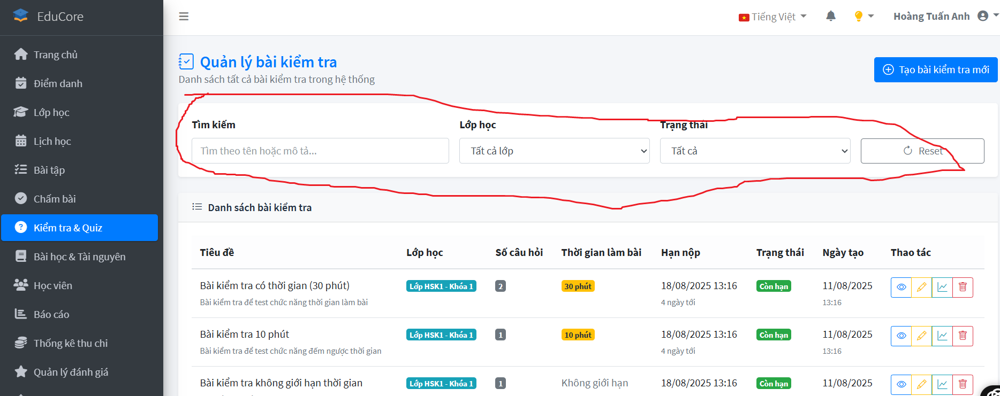 EduCore
Tiếng Việt
Hoàng Tuấn Anh
Trang chủ
Điểm danh
Lớp học
Lịch học
Bài tập
Chấm bài
Kiểm tra & Quiz
Bài học & Tài nguyên
Học viên
Báo cáo
Thống kê thu chi
Quản lý đánh giá
Quản lý bài kiểm tra
Danh sách tất cả bài kiểm tra trong hệ thống
Tạo bài kiểm tra mới
Tìm kiếm Lớp học Trạng thái
Tìm theo tên hoặc mô tả... Tất cả lớp Tất cả Reset
Danh sách bài kiểm tra
Tiêu đề Lớp học Số câu hỏi Thời gian làm bài Hạn nộp Trạng thái Ngày tạo Thao tác
Bài kiểm tra có thời gian (30 phút) Lớp HSK1 - Khóa 1 2 30 phút 18/08/2025 13:16 Còn hạn 11/08/2025
Bài kiểm tra để test chức năng thời gian làm bài 4 ngày tới 13:16
Bài kiểm tra 10 phút Lớp HSK1 - Khóa 1 1 10 phút 18/08/2025 13:16 Còn hạn 11/08/2025
Bài kiểm tra để test chức năng đếm ngược thời gian 4 ngày tới 13:16
Bài kiểm tra không giới hạn thời gian Lớp HSK1 - Khóa 1 1 Không giới hạn 18/08/2025 13:16 Còn hạn 11/08/2025